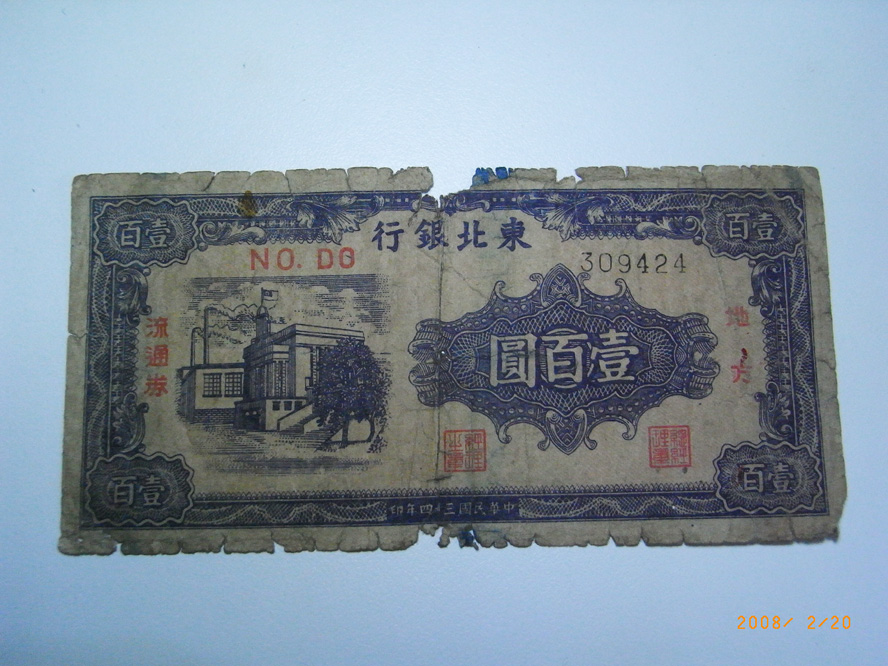 壹百
壹百
東北銀行
NO. DG
309424
地方
流通券
壹百圓
壹百
壹百
中華民國三十四年印
2008/ 2/20